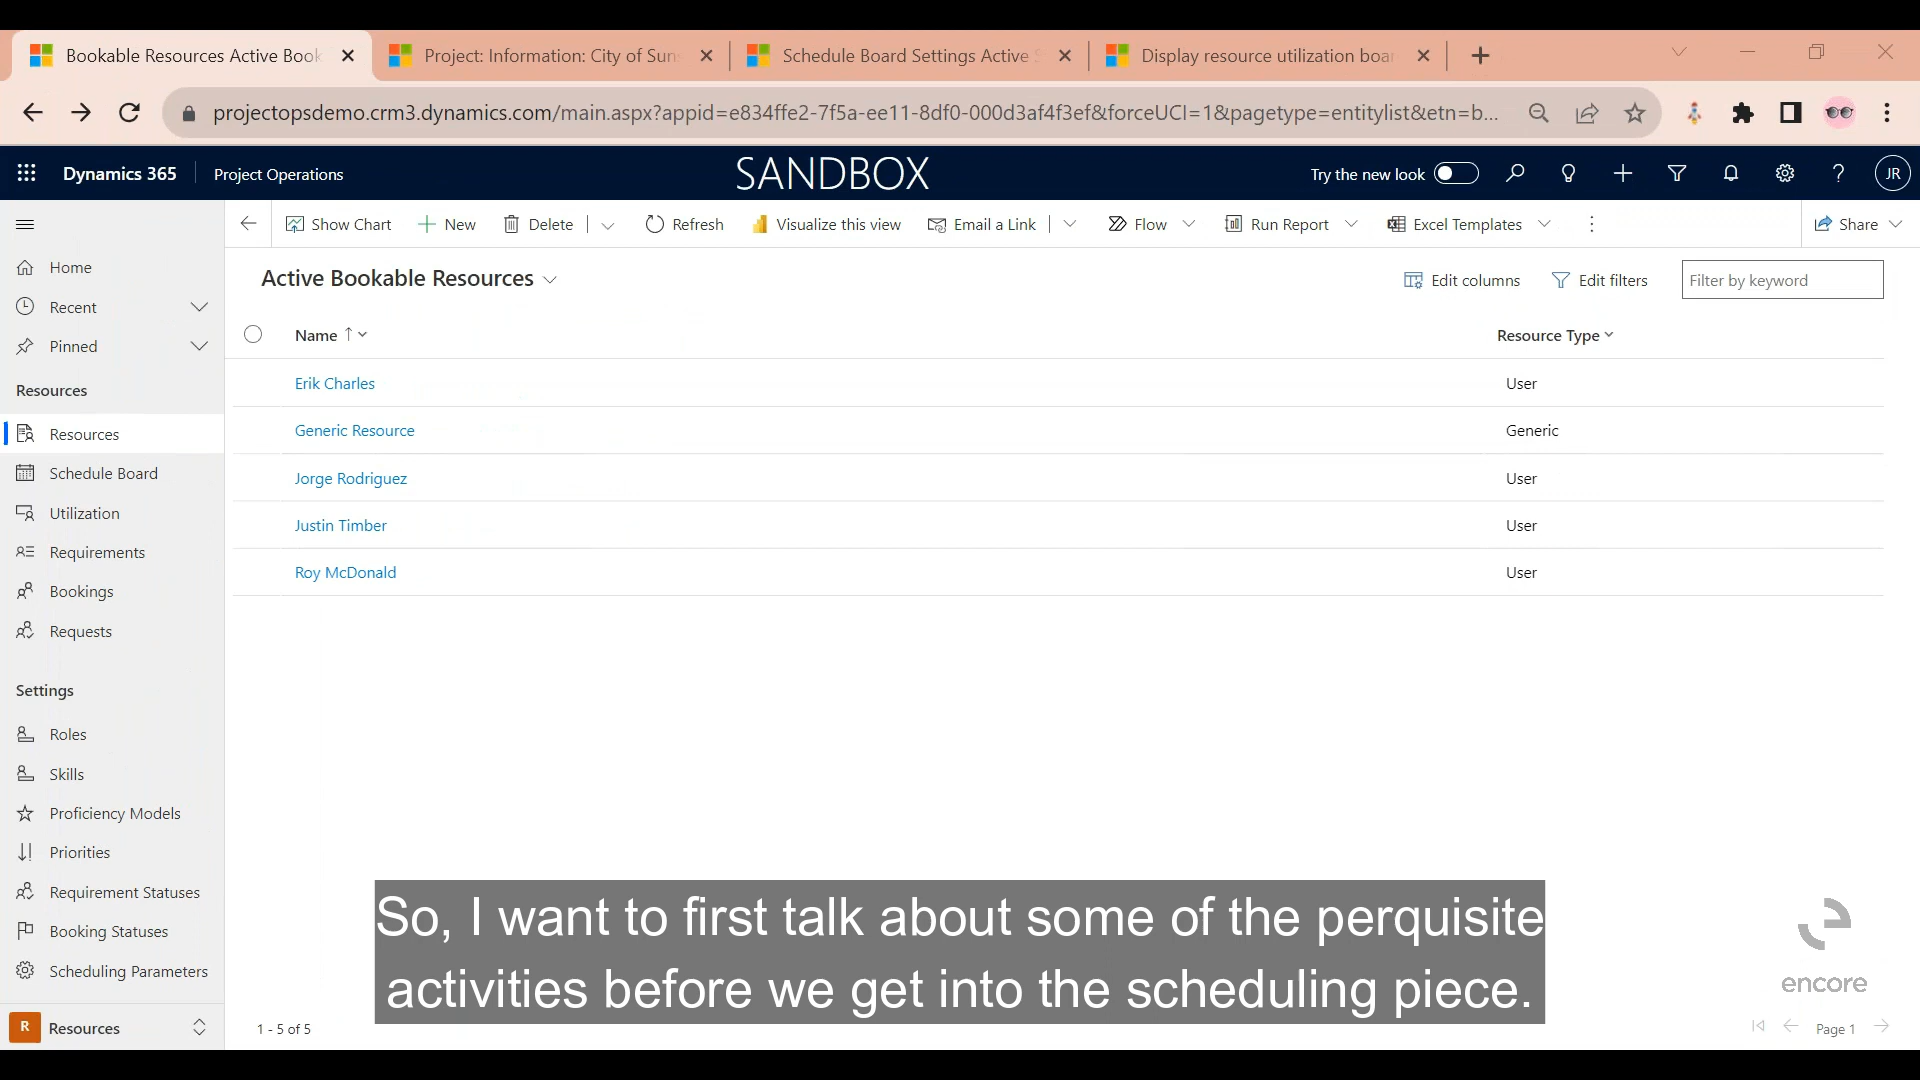 Bookable Resources Active Book
Project: Information: City of Sun
Schedule Board Settings Active S
Display resource utilization boar
projectopsdemo.crm3.dynamics.com/main.aspx?appid=e834ffe2-7f5a-ee11-8df0-000d3af4f3ef&forceUCI=1&pagetype=entitylist&etn=b...
Dynamics 365
Project Operations
SANDBOX
Try the new look
JR
Show Chart
New
Delete
Refresh
Visualize this view
Email a Link
Flow
Run Report
Excel Templates
Share
Home
Recent
Pinned
Resources
Resources
Schedule Board
Utilization
Requirements
Bookings
Requests
Settings
Roles
Skills
Proficiency Models
Priorities
Requirement Statuses
Booking Statuses
Scheduling Parameters
R Resources
Active Bookable Resources
Edit columns
Edit filters
Filter by keyword
Name
Resource Type
Erik Charles User
Generic Resource Generic
Jorge Rodriguez User
Justin Timber User
Roy McDonald User
So, I want to first talk about some of the perquisite
activities before we get into the scheduling piece.
encore
1 - 5 of 5
Page 1